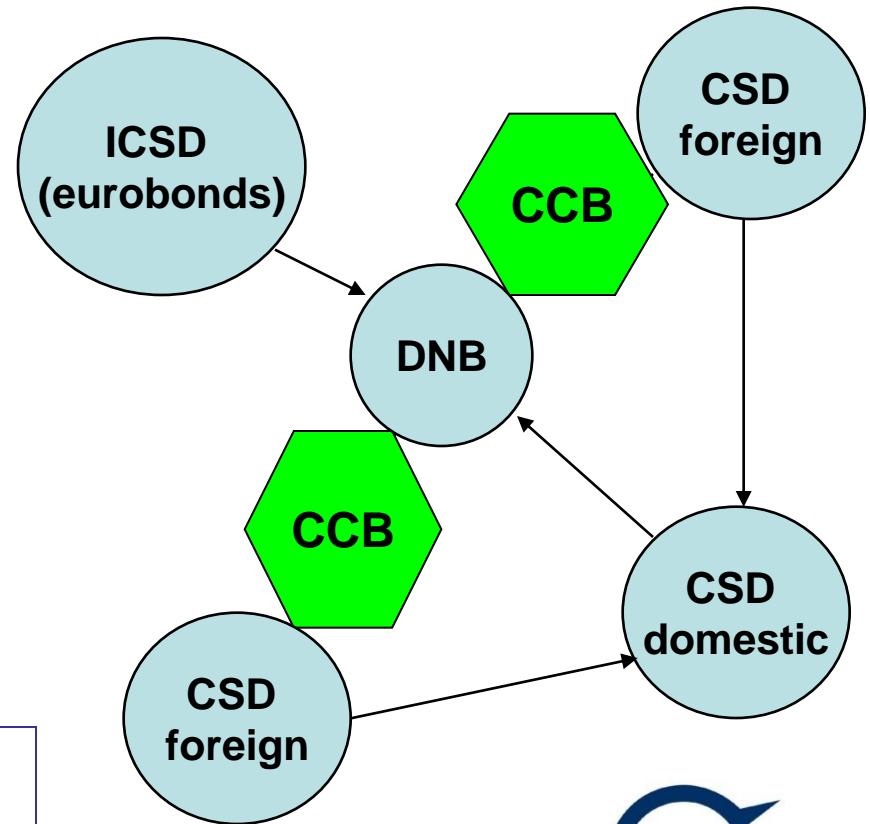 CSD
foreign
ICSD
(eurobonds)
CCB
DNB
CCB
CSD
domestic
CSD
foreign